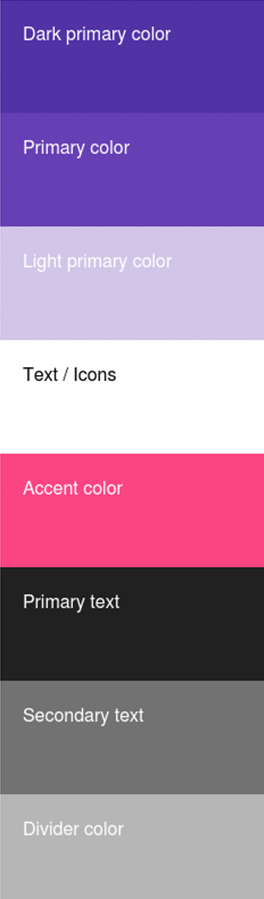 Dark primary color
Primary color
Light primary color
Text / Icons
Accent color
Primary text
Secondary text
Divider color